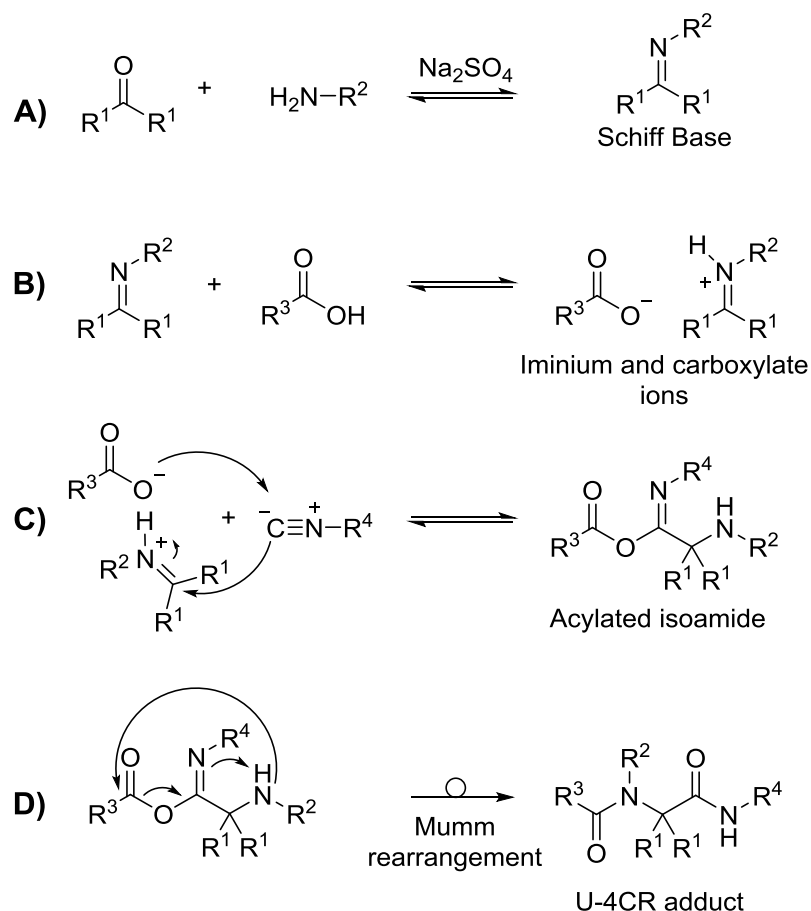 A)
O
R¹ R¹
+
H₂N–R²
Na₂SO₄
N R²
R¹ R¹
Schiff Base
B)
N R²
R¹ R¹
+
O
R³ OH
O
R³ O⁻
H
+ N R²
R¹ R¹
Iminium and carboxylate
ions
C)
O
R³ O⁻
H
R² N +
R¹
R¹
+
⁻C≡N⁺–R⁴
O
R³ O
N R⁴
H
N R²
R¹ R¹
Acylated isoamide
D)
O
R³ O
N R⁴
H
N R²
R¹ R¹
Mumm
rearrangement
R²
R³ N
O
R¹ R¹
O
N R⁴
H
U-4CR adduct